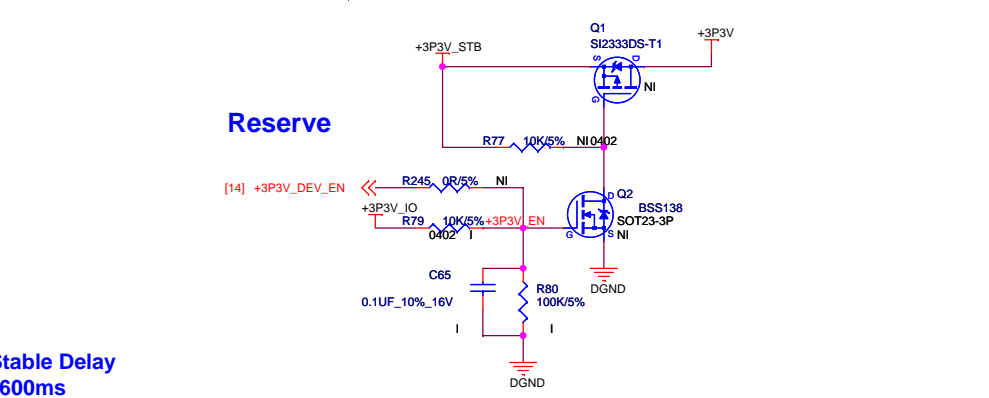 Q1
SI2333DS-T1
+3P3V
+3P3V_STB
S
D
G
NI
Reserve
R77
10K/5%
NI
0402
[14]
+3P3V_DEV_EN
R245
0R/5%
NI
+3P3V_IO
R79
10K/5%
+3P3V_EN
0402
I
D
Q2
BSS138
SOT23-3P
G
S
NI
DGND
C65
0.1UF_10%_16V
I
R80
100K/5%
I
DGND
Stable Delay
600ms